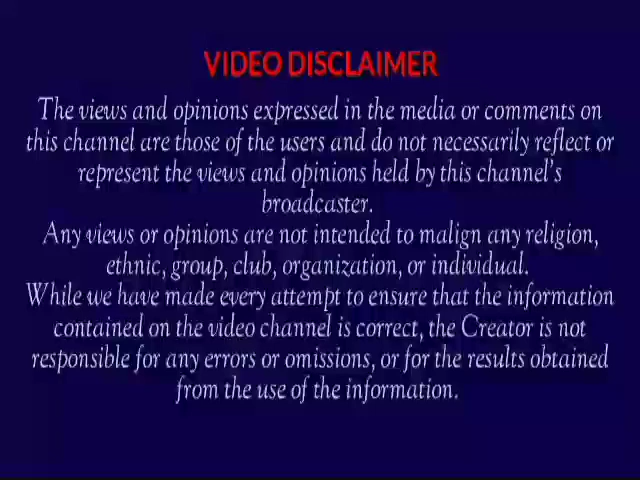 VIDEO DISCLAIMER
The views and opinions expressed in the media or comments on
this channel are those of the users and do not necessarily reflect or
represent the views and opinions held by this channel's
broadcaster.
Any views or opinions are not intended to malign any religion,
ethnic, group, club, organization, or individual.
While we have made every attempt to ensure that the information
contained on the video channel is correct, the Creator is not
responsible for any errors or omissions, or for the results obtained
from the use of the information.